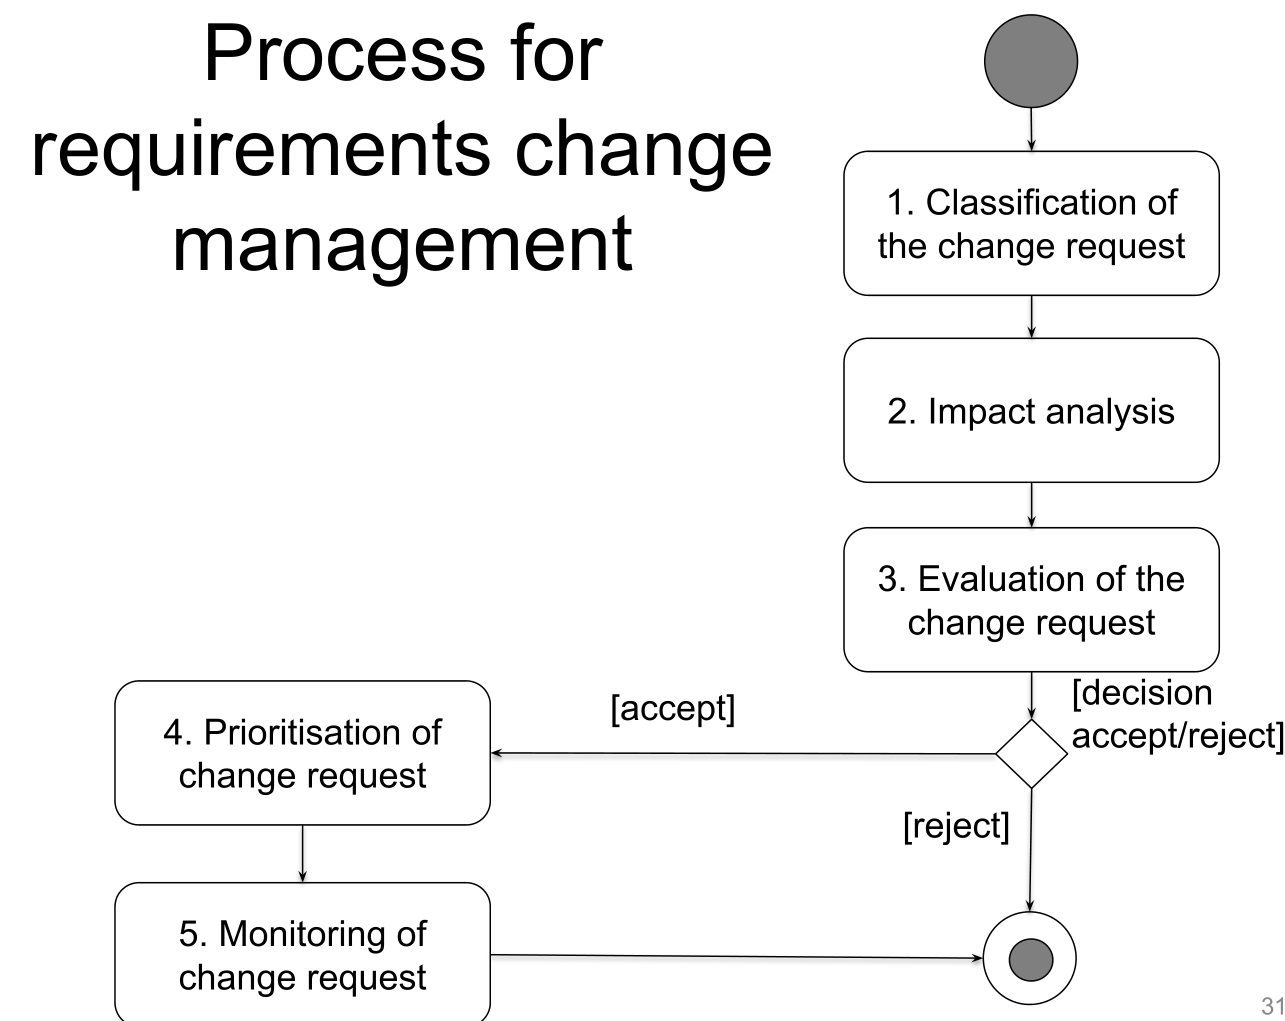 Process for
requirements change
management
1. Classification of
the change request
2. Impact analysis
3. Evaluation of the
change request
[decision
accept/reject]
[accept]
4. Prioritisation of
change request
[reject]
5. Monitoring of
change request
31